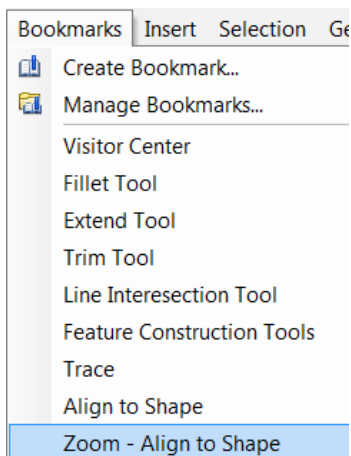 Bookmarks Insert Selection Ge
Create Bookmark...
Manage Bookmarks...
Visitor Center
Fillet Tool
Extend Tool
Trim Tool
Line Interesection Tool
Feature Construction Tools
Trace
Align to Shape
Zoom - Align to Shape